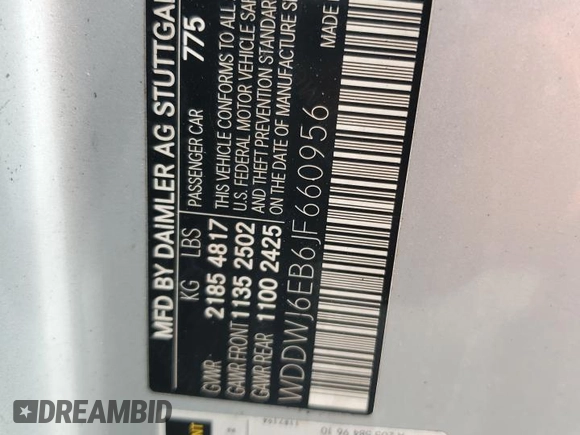 MFD BY DAIMLER AG STUTTGA
KG LBS PASSENGER CAR 775
GVWR 2185 4817 THIS VEHICLE CONFORMS TO ALL
GAWR FRONT 1135 2502 U.S. FEDERAL MOTOR VEHICLE SAF
GAWR REAR 1100 2425 AND THEFT PREVENTION STANDAR
ON THE DATE OF MANUFACTURE S
MADE
WDDWJ6EB6JF660956
DREAMBID